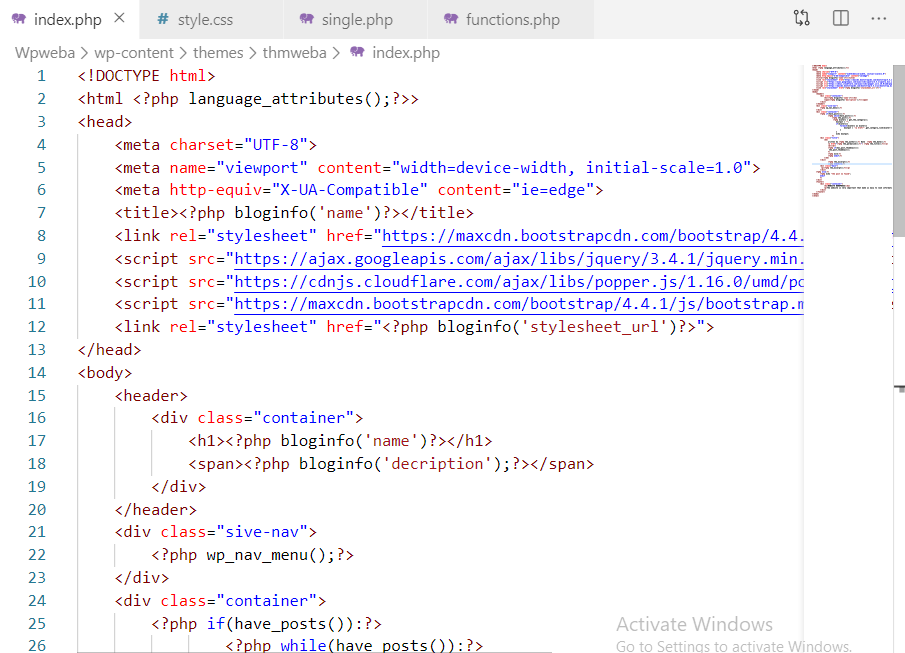 index.php
style.css
single.php
functions.php
Wpweba > wp-content > themes > thmweba > index.php
1 <!DOCTYPE html>
2 <html <?php language_attributes();?>>
3 <head>
4 <meta charset="UTF-8">
5 <meta name="viewport" content="width=device-width, initial-scale=1.0">
6 <meta http-equiv="X-UA-Compatible" content="ie=edge">
7 <title><?php bloginfo('name')?></title>
8 <link rel="stylesheet" href="https://maxcdn.bootstrapcdn.com/bootstrap/4.4.
9 <script src="https://ajax.googleapis.com/ajax/libs/jquery/3.4.1/jquery.min.
10 <script src="https://cdnjs.cloudflare.com/ajax/libs/popper.js/1.16.0/umd/po
11 <script src="https://maxcdn.bootstrapcdn.com/bootstrap/4.4.1/js/bootstrap.m
12 <link rel="stylesheet" href="<?php bloginfo('stylesheet_url')?>">
13 </head>
14 <body>
15 <header>
16 <div class="container">
17 <h1><?php bloginfo('name')?></h1>
18 <span><?php bloginfo('decription');?></span>
19 </div>
20 </header>
21 <div class="sive-nav">
22 <?php wp_nav_menu();?>
23 </div>
24 <div class="container">
25 <?php if(have_posts()):?>
26 <?php while(have_posts()):?>
Activate Windows
Go to Settings to activate Windows.